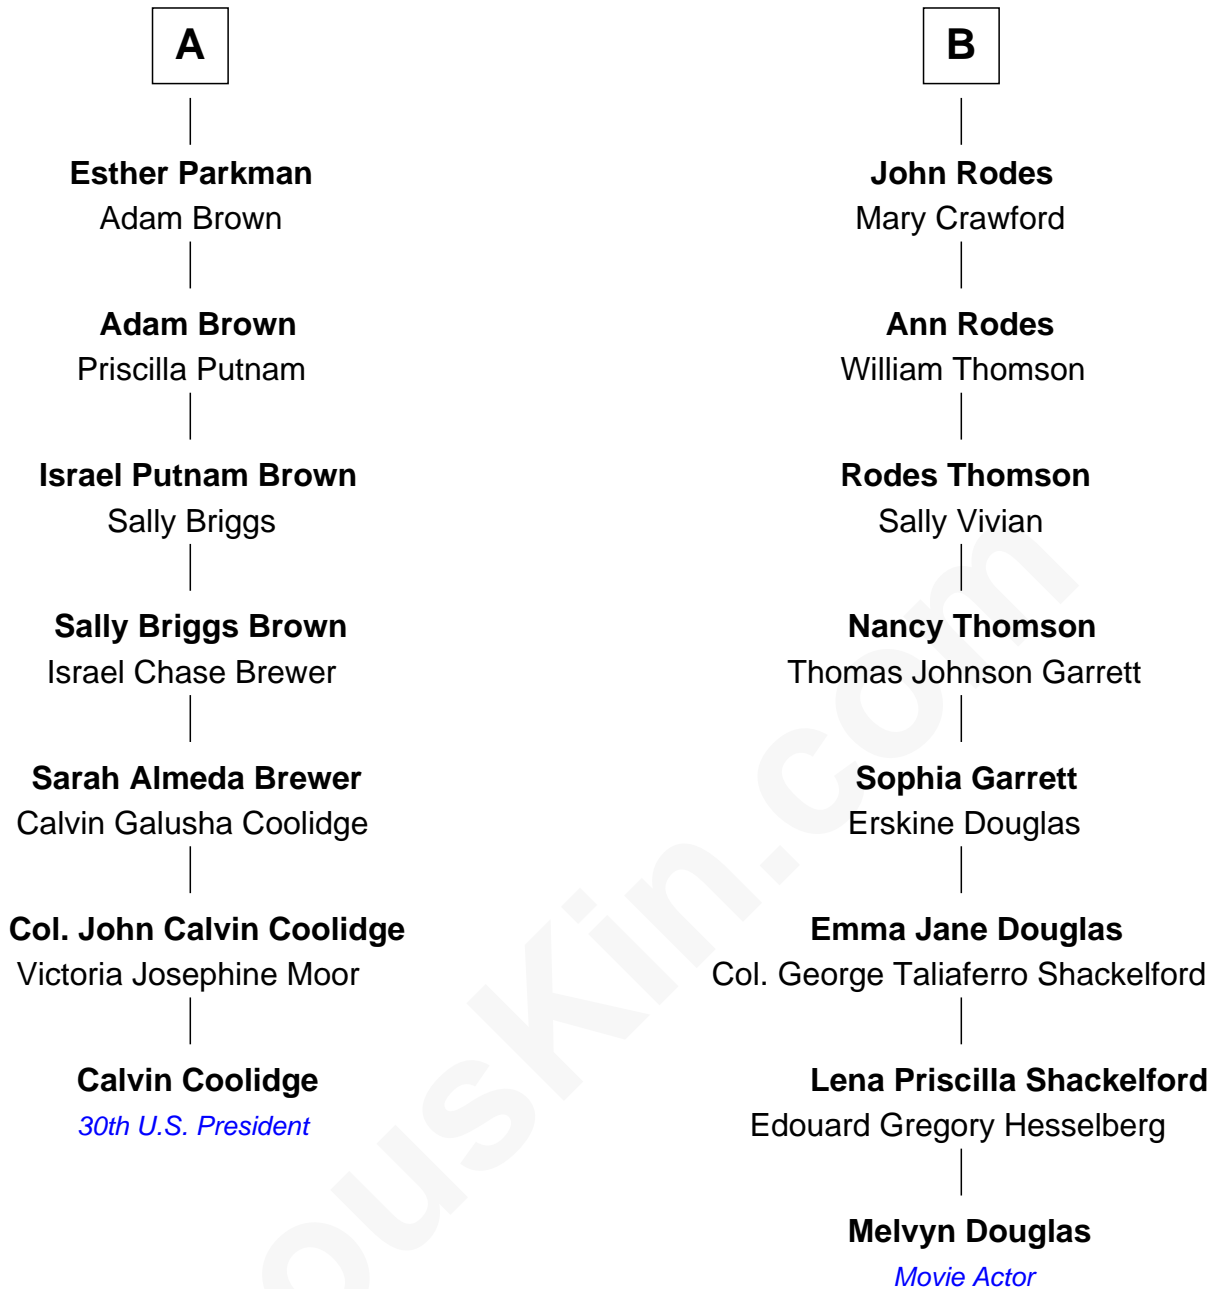 A
Esther Parkman
Adam Brown
Adam Brown
Priscilla Putnam
Israel Putnam Brown
Sally Briggs
Sally Briggs Brown
Israel Chase Brewer
Sarah Almeda Brewer
Calvin Galusha Coolidge
Col. John Calvin Coolidge
Victoria Josephine Moor
Calvin Coolidge
30th U.S. President
B
John Rodes
Mary Crawford
Ann Rodes
William Thomson
Rodes Thomson
Sally Vivian
Nancy Thomson
Thomas Johnson Garrett
Sophia Garrett
Erskine Douglas
Emma Jane Douglas
Col. George Taliaferro Shackelford
Lena Priscilla Shackelford
Edouard Gregory Hesselberg
Melvyn Douglas
Movie Actor
ousKin.com